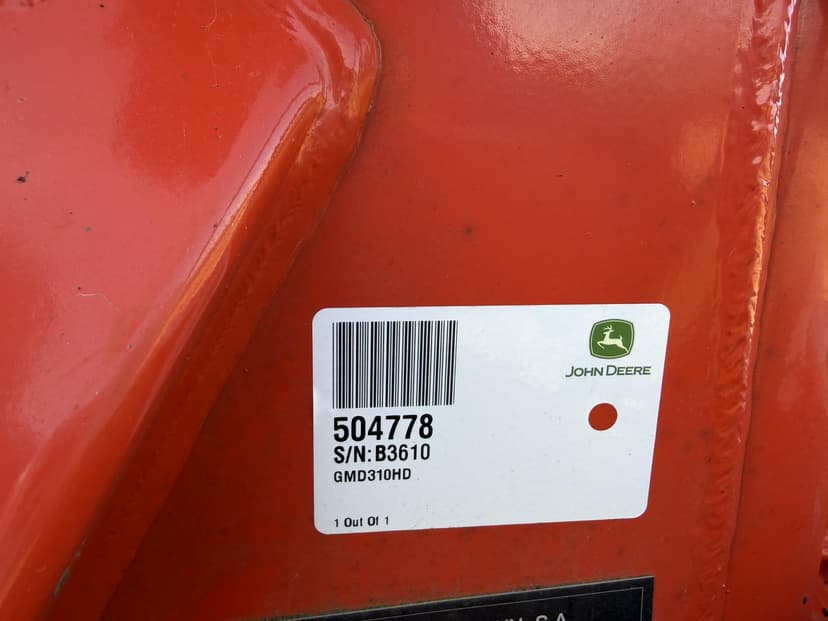 JOHN DEERE
504778
S/N: B3610
GMD310HD
1 Out Of 1
S.A.